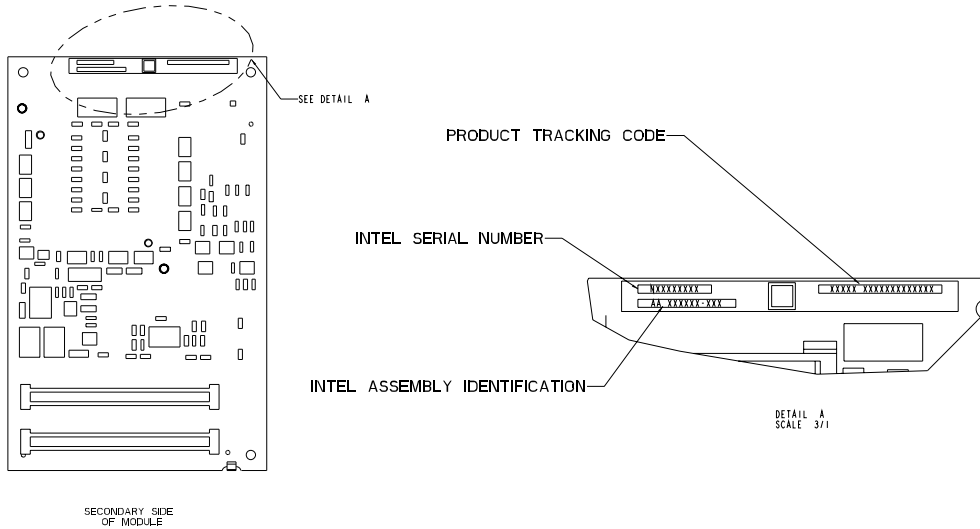 SEE DETAIL A
PRODUCT TRACKING CODE
INTEL SERIAL NUMBER
NXXXXXXXX
XXXXX XXXXXXXXXXXXX
AA XXXXXX-XXX
INTEL ASSEMBLY IDENTIFICATION
DETAIL A
SCALE 3/1
SECONDARY SIDE
OF MODULE